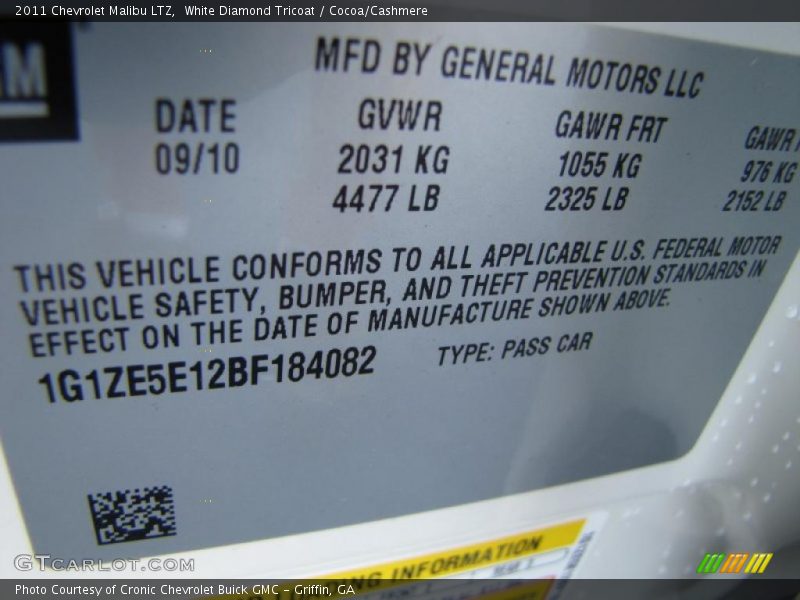 2011 Chevrolet Malibu LTZ, White Diamond Tricoat / Cocoa/Cashmere
GM
MFD BY GENERAL MOTORS LLC
DATE GVWR GAWR FRT GAWR
09/10 2031 KG 1055 KG 976 KG
4477 LB 2325 LB 2152 LB
THIS VEHICLE CONFORMS TO ALL APPLICABLE U.S. FEDERAL MOTOR
VEHICLE SAFETY, BUMPER, AND THEFT PREVENTION STANDARDS IN
EFFECT ON THE DATE OF MANUFACTURE SHOWN ABOVE.
1G1ZE5E12BF184082 TYPE: PASS CAR
LOADING INFORMATION
GTCARLOT.COM
Photo Courtesy of Cronic Chevrolet Buick GMC – Griffin, GA